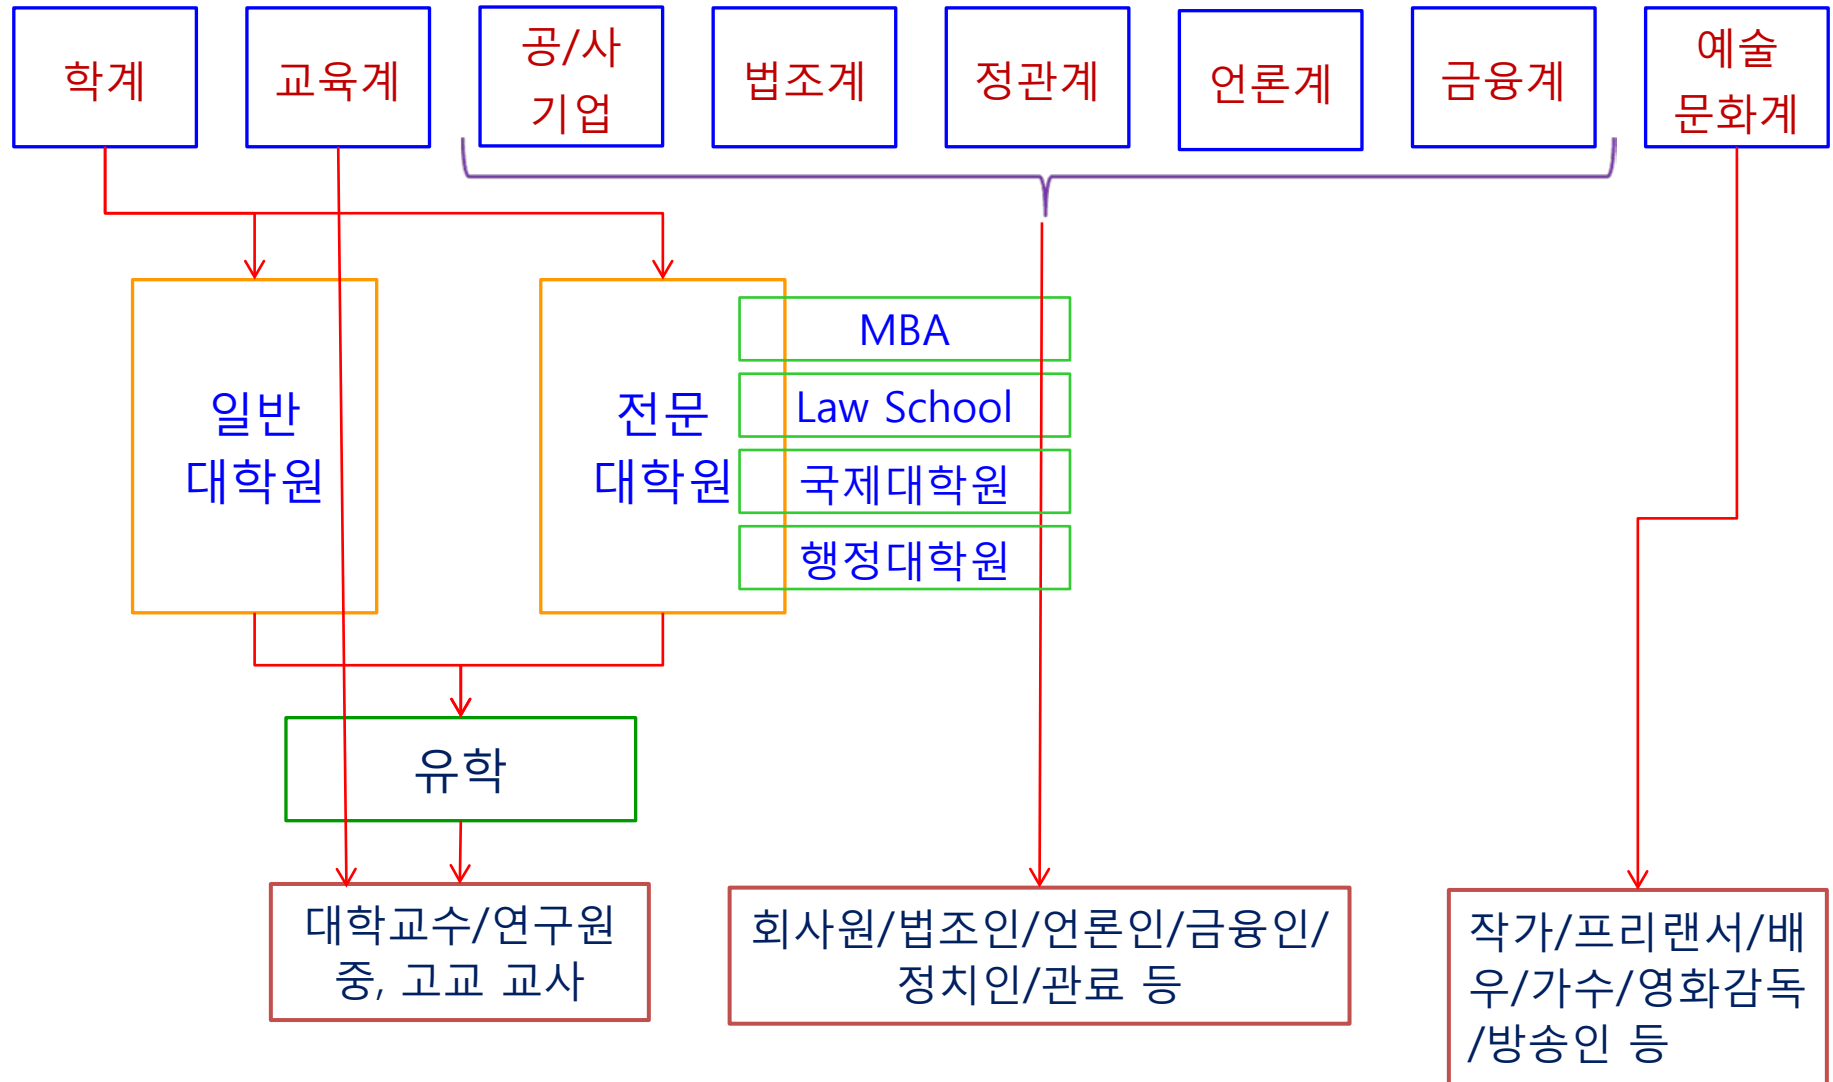 학계
교육계
공/사
기업
법조계
정관계
언론계
금융계
예술
문화계
일반
대학원
전문
대학원
MBA
Law School
국제대학원
행정대학원
유학
대학교수/연구원
중, 고교 교사
회사원/법조인/언론인/금융인/
정치인/관료 등
작가/프리랜서/배
우/가수/영화감독
/방송인 등